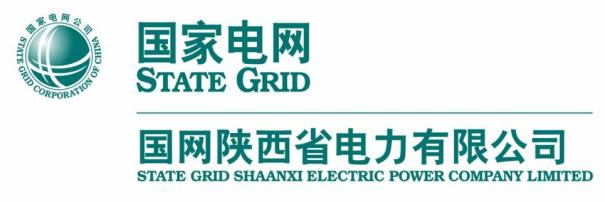 国家电网公司
STATE GRID CORPORATION OF CHINA
国家电网
STATE GRID
国网陕西省电力有限公司
STATE GRID SHAANXI ELECTRIC POWER COMPANY LIMITED